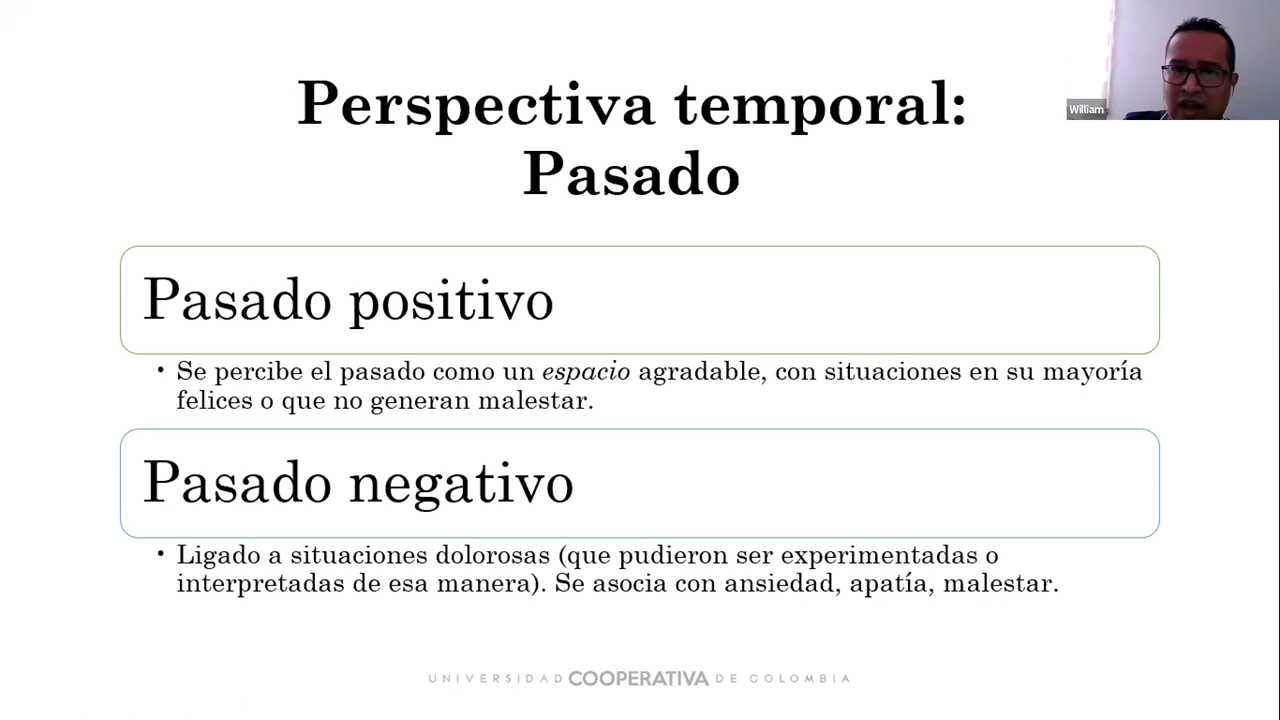 Perspectiva temporal:
Pasado
William
Pasado positivo
• Se percibe el pasado como un espacio agradable, con situaciones en su mayoría
felices o que no generan malestar.
Pasado negativo
• Ligado a situaciones dolorosas (que pudieron ser experimentadas o
interpretadas de esa manera). Se asocia con ansiedad, apatía, malestar.
UNIVERSIDAD COOPERATIVA DE COLOMBIA